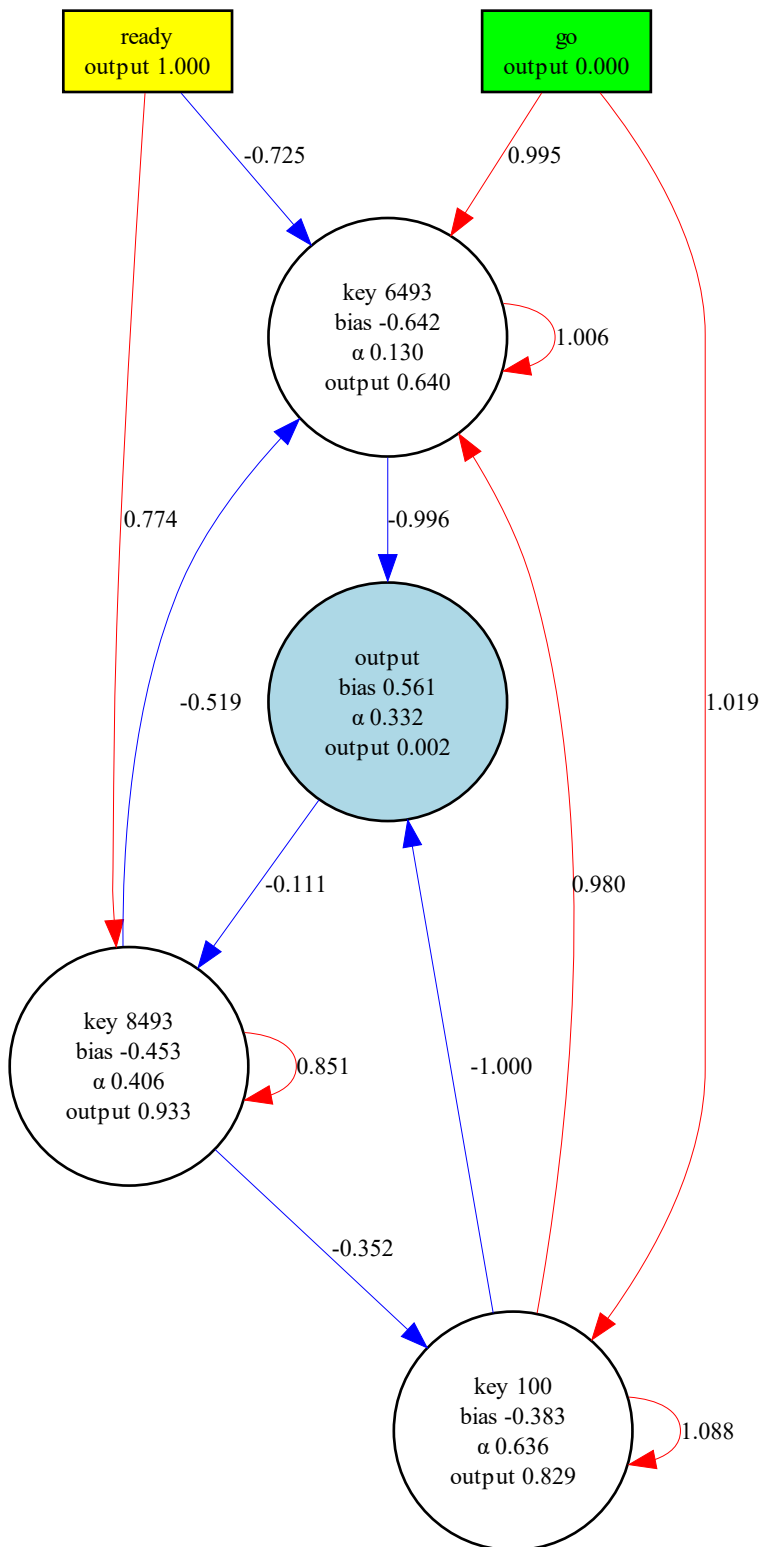 ready
output 1.000
go
output 0.000
-0.725
0.995
key 6493
bias -0.642
α 0.130
output 0.640
1.006
0.774
-0.996
output
bias 0.561
α 0.332
output 0.002
-0.519
1.019
-0.111
0.980
key 8493
bias -0.453
α 0.406
output 0.933
0.851
-1.000
-0.352
key 100
bias -0.383
α 0.636
output 0.829
1.088